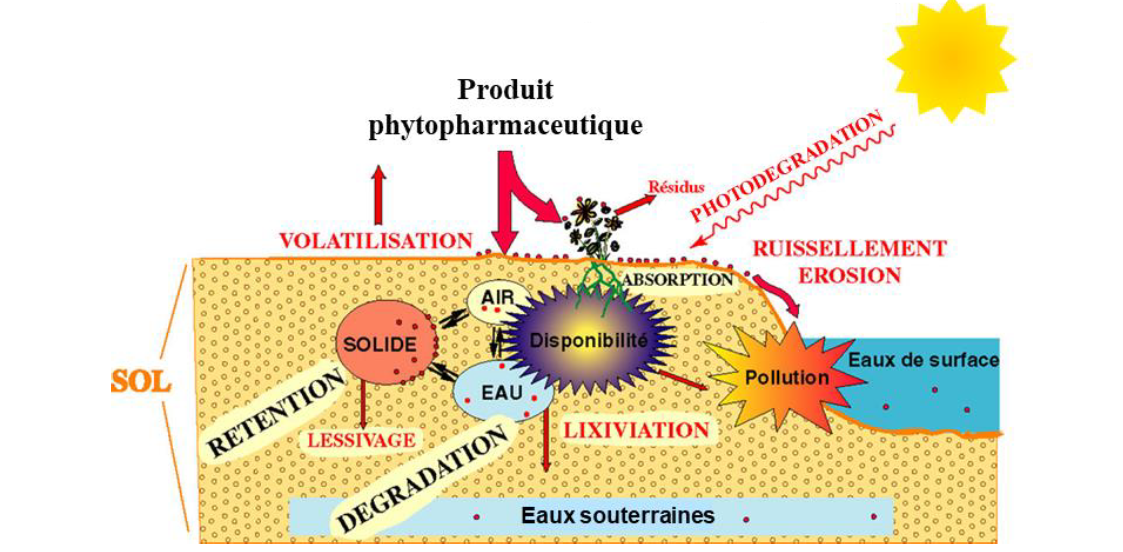 Produit
phytopharmaceutique
PHOTODEGRADATION
Résidus
VOLATILISATION
RUISSELLEMENT
EROSION
ABSORPTION
AIR
SOLIDE
Disponibilité
Eaux de surface
SOL
Pollution
EAU
RETENTION
LESSIVAGE
LIXIVIATION
DEGRADATION
Eaux souterraines